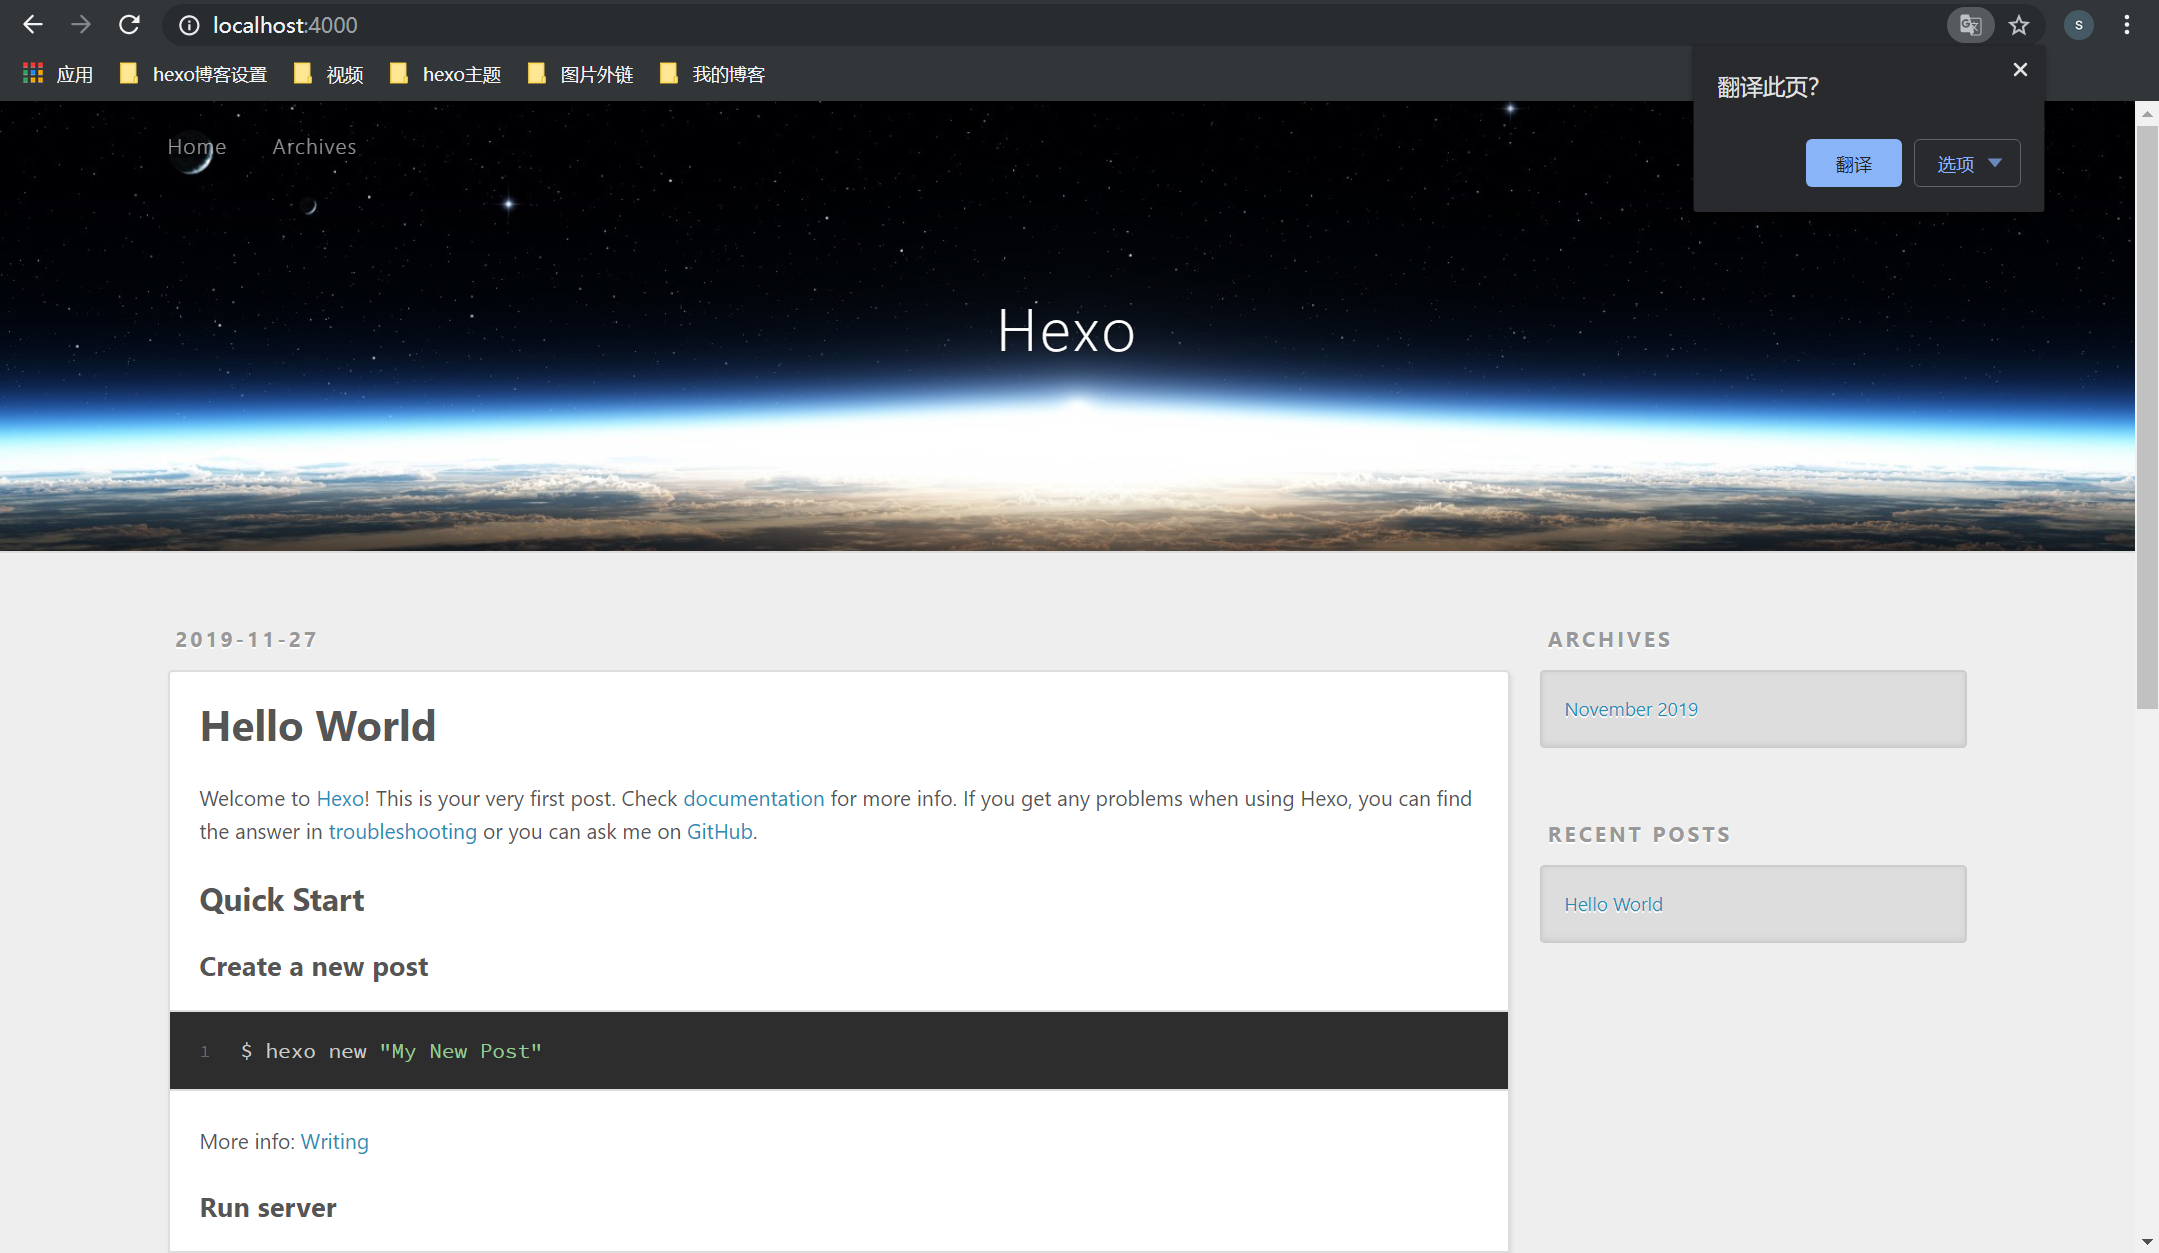 localhost:4000
S
应用 hexo博客设置 视频 hexo主题 图片外链 我的博客
翻译此页?
翻译 选项
Home Archives
Hexo
2019-11-27
Hello World
Welcome to Hexo! This is your very first post. Check documentation for more info. If you get any problems when using Hexo, you can find
the answer in troubleshooting or you can ask me on GitHub.
Quick Start
Create a new post
1 $ hexo new "My New Post"
More info: Writing
Run server
ARCHIVES
November 2019
RECENT POSTS
Hello World